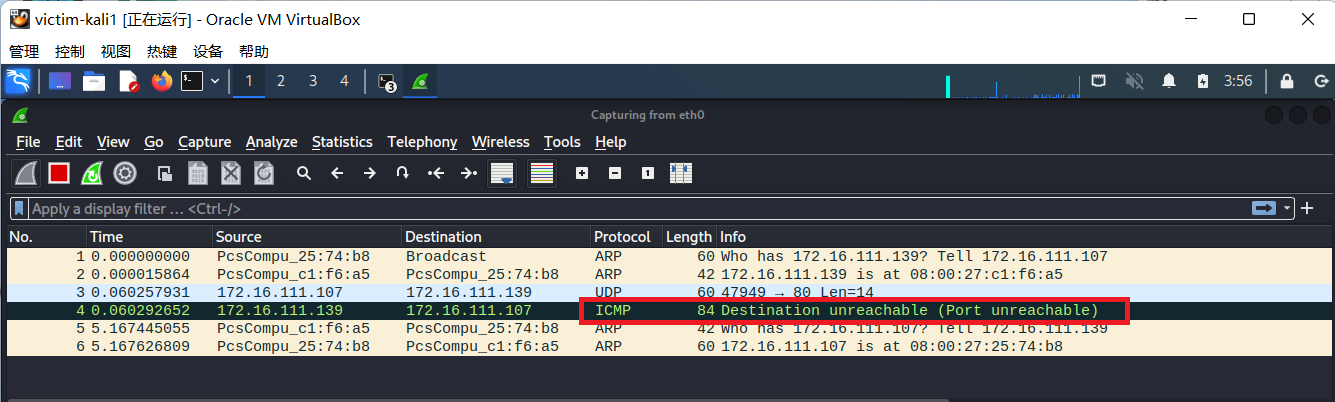 victim-kali1 [正在运行] - Oracle VM VirtualBox
管理 控制 视图 热键 设备 帮助
1 2 3 4 3 3:56
Capturing from eth0
File Edit View Go Capture Analyze Statistics Telephony Wireless Tools Help
Apply a display filter ... <Ctrl-/>
No. Time Source Destination Protocol Length Info
1 0.000000000 PcsCompu_25:74:b8 Broadcast ARP 60 Who has 172.16.111.139? Tell 172.16.111.107
2 0.000015864 PcsCompu_c1:f6:a5 PcsCompu_25:74:b8 ARP 42 172.16.111.139 is at 08:00:27:c1:f6:a5
3 0.060257931 172.16.111.107 172.16.111.139 UDP 60 47949 → 80 Len=14
4 0.060292652 172.16.111.139 172.16.111.107 ICMP 84 Destination unreachable (Port unreachable)
5 5.167445055 PcsCompu_c1:f6:a5 PcsCompu_25:74:b8 ARP 42 Who has 172.16.111.107? Tell 172.16.111.139
6 5.167626809 PcsCompu_25:74:b8 PcsCompu_c1:f6:a5 ARP 60 172.16.111.107 is at 08:00:27:25:74:b8